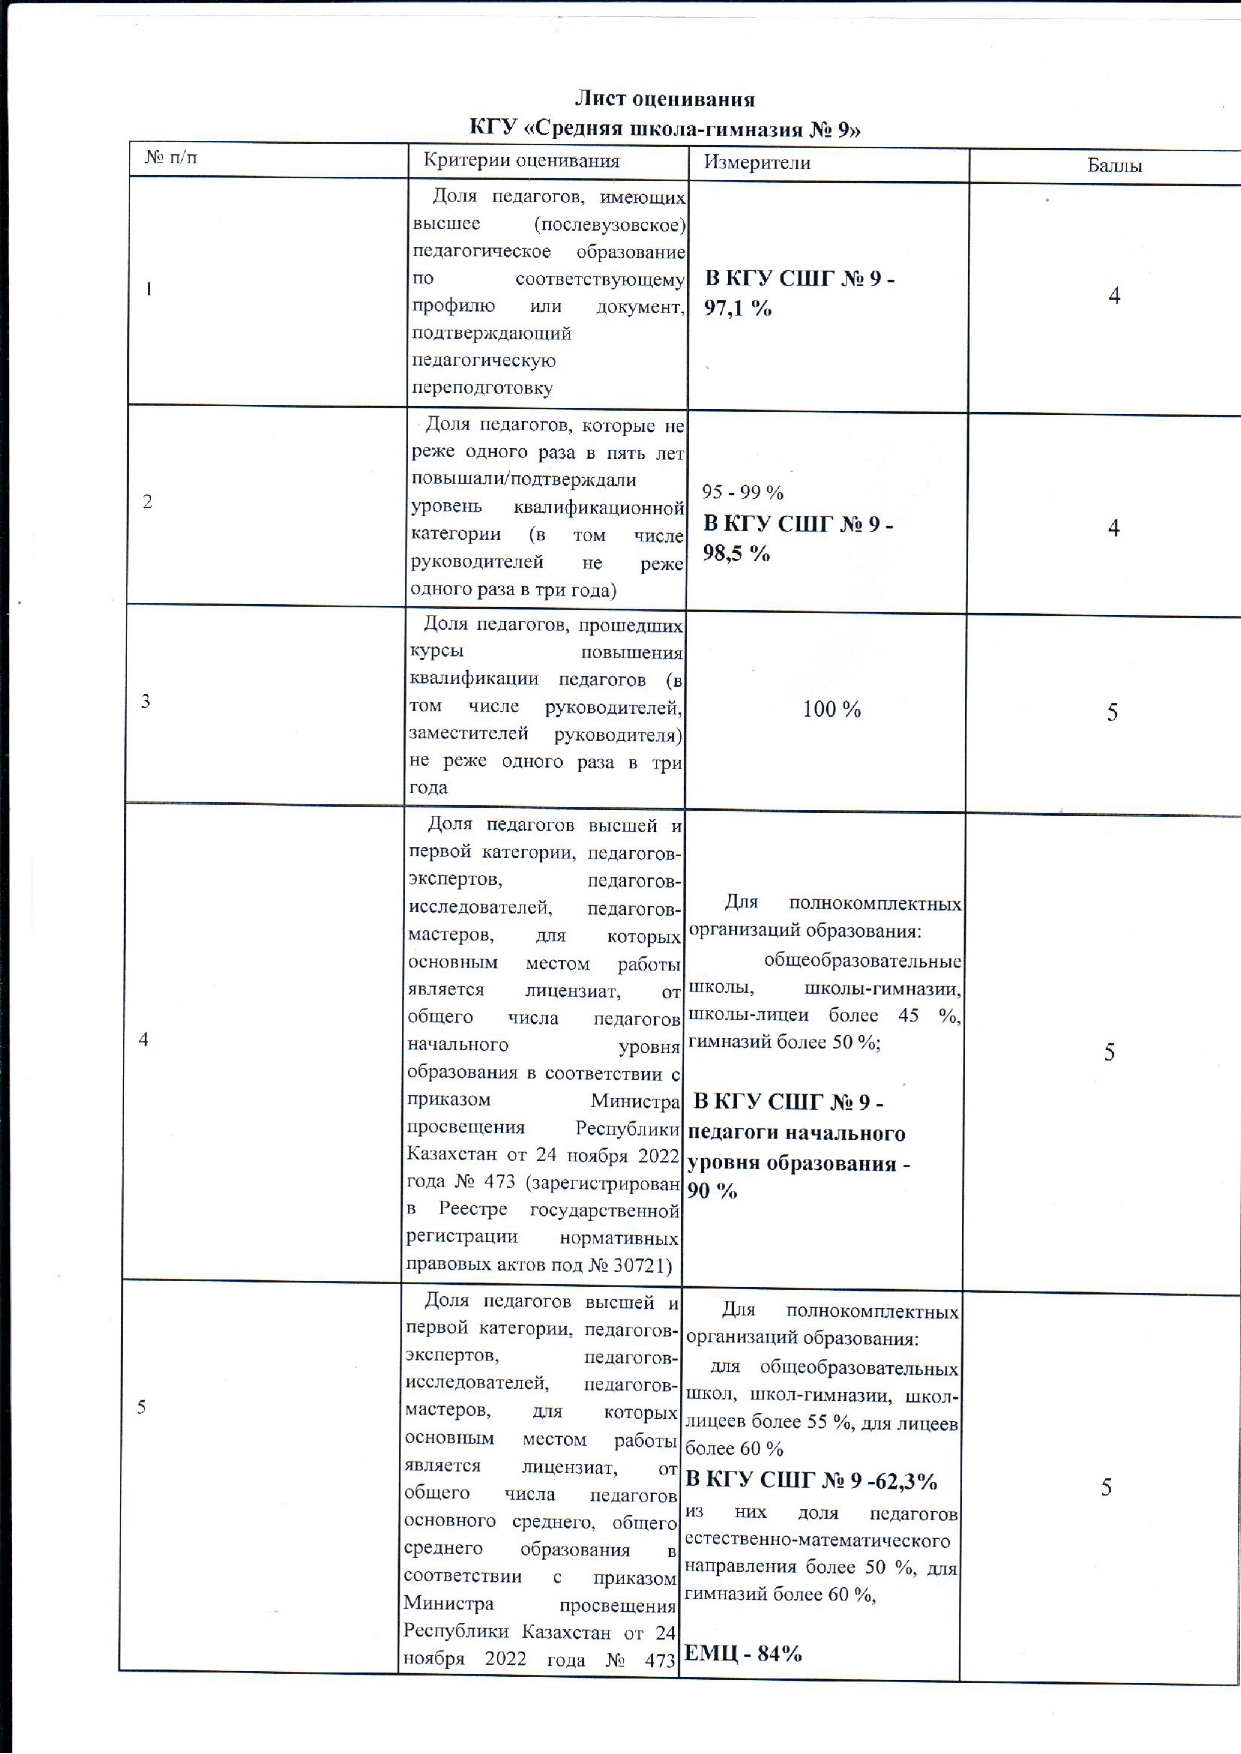 Лист оценивания
КГУ «Средняя школа-гимназия № 9»
№ п/п
Критерии оценивания
Измерители
Баллы
1
Доля педагогов, имеющих
высшее (послевузовское)
педагогическое образование
по соответствующему
профилю или документ,
подтверждающий
педагогическую
переподготовку
В КГУ СШГ № 9 -
97,1 %
4
2
Доля педагогов, которые не
реже одного раза в пять лет
повышали/подтверждали
уровень квалификационной
категории (в том числе
руководителей не реже
одного раза в три года)
95 - 99 %
В КГУ СШГ № 9 -
98,5 %
4
3
Доля педагогов, прошедших
курсы повышения
квалификации педагогов (в
том числе руководителей,
заместителей руководителя)
не реже одного раза в три
года
100 %
5
4
Доля педагогов высшей и
первой категории, педагогов-
экспертов, педагогов-
исследователей, педагогов-
мастеров, для которых
основным местом работы
является лицензиат, от
общего числа педагогов
начального уровня
образования в соответствии с
приказом Министра
просвещения Республики
Казахстан от 24 ноября 2022
года № 473 (зарегистрирован
в Реестре государственной
регистрации нормативных
правовых актов под № 30721)
Для полнокомплектных
организаций образования:
общеобразовательные
школы, школы-гимназии,
школы-лицеи более 45 %,
гимназий более 50 %;
В КГУ СШГ № 9 -
педагоги начального
уровня образования -
90 %
5
5
Доля педагогов высшей и
первой категории, педагогов-
экспертов, педагогов-
исследователей, педагогов-
мастеров, для которых
основным местом работы
является лицензиат, от
общего числа педагогов
основного среднего, общего
среднего образования в
соответствии с приказом
Министра просвещения
Республики Казахстан от 24
ноября 2022 года № 473
Для полнокомплектных
организаций образования:
для общеобразовательных
школ, школ-гимназии, школ-
лицеев более 55 %, для лицеев
более 60 %
В КГУ СШГ № 9 -62,3%
из них доля педагогов
естественно-математического
направления более 50 %, для
гимназий более 60 %,
ЕМЦ - 84%
5